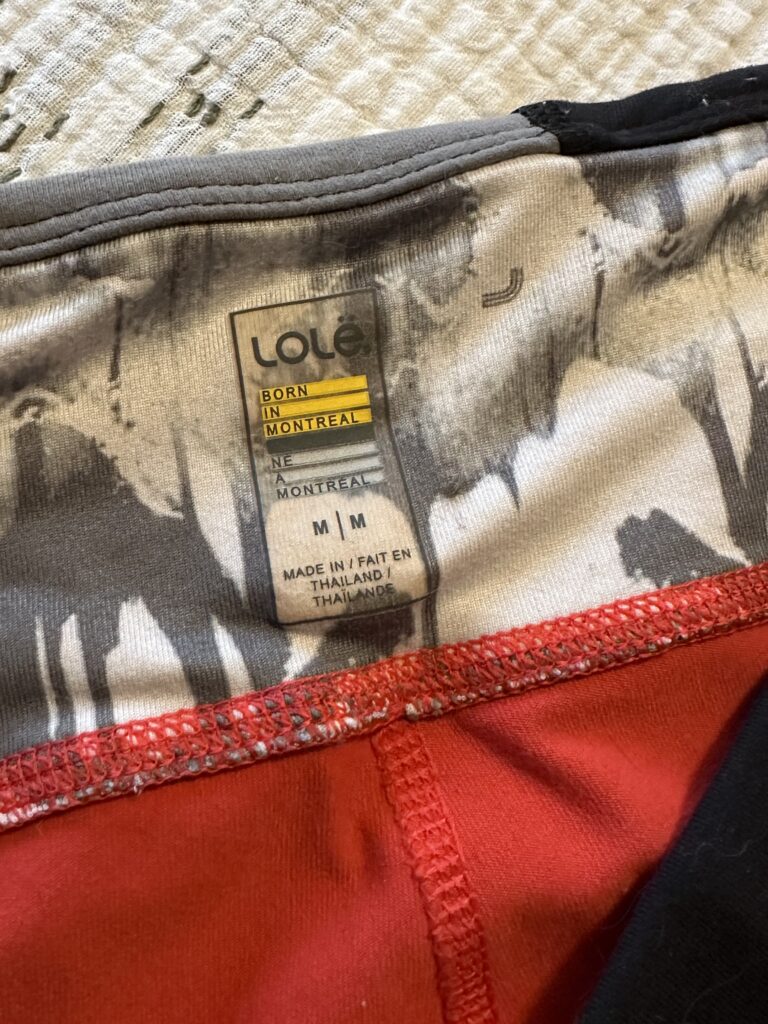 Lolë
BORN
IN
MONTREAL
NÉ
À
MONTRÉAL
M | M
MADE IN / FAIT EN
THAILAND /
THAÏLANDE